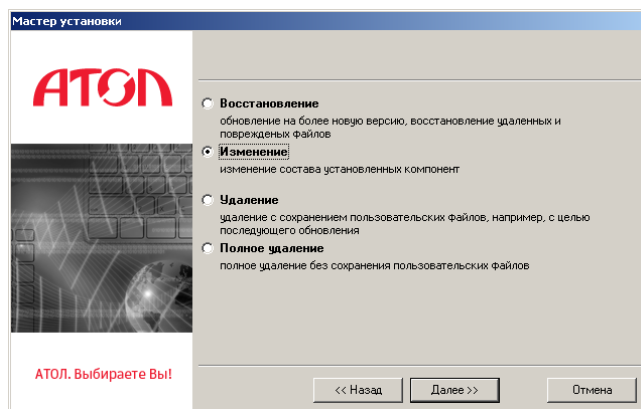 Мастер установки
АТОЛ
Восстановление
обновление на более новую версию, восстановление удаленных и
поврежденых файлов
Изменение
изменение состава установленных компонент
Удаление
удаление с сохранением пользовательских файлов, например, с целью
последующего обновления
Полное удаление
полное удаление без сохранения пользовательских файлов
АТОЛ. Выбираете Вы!
<< Назад
Далее >>
Отмена